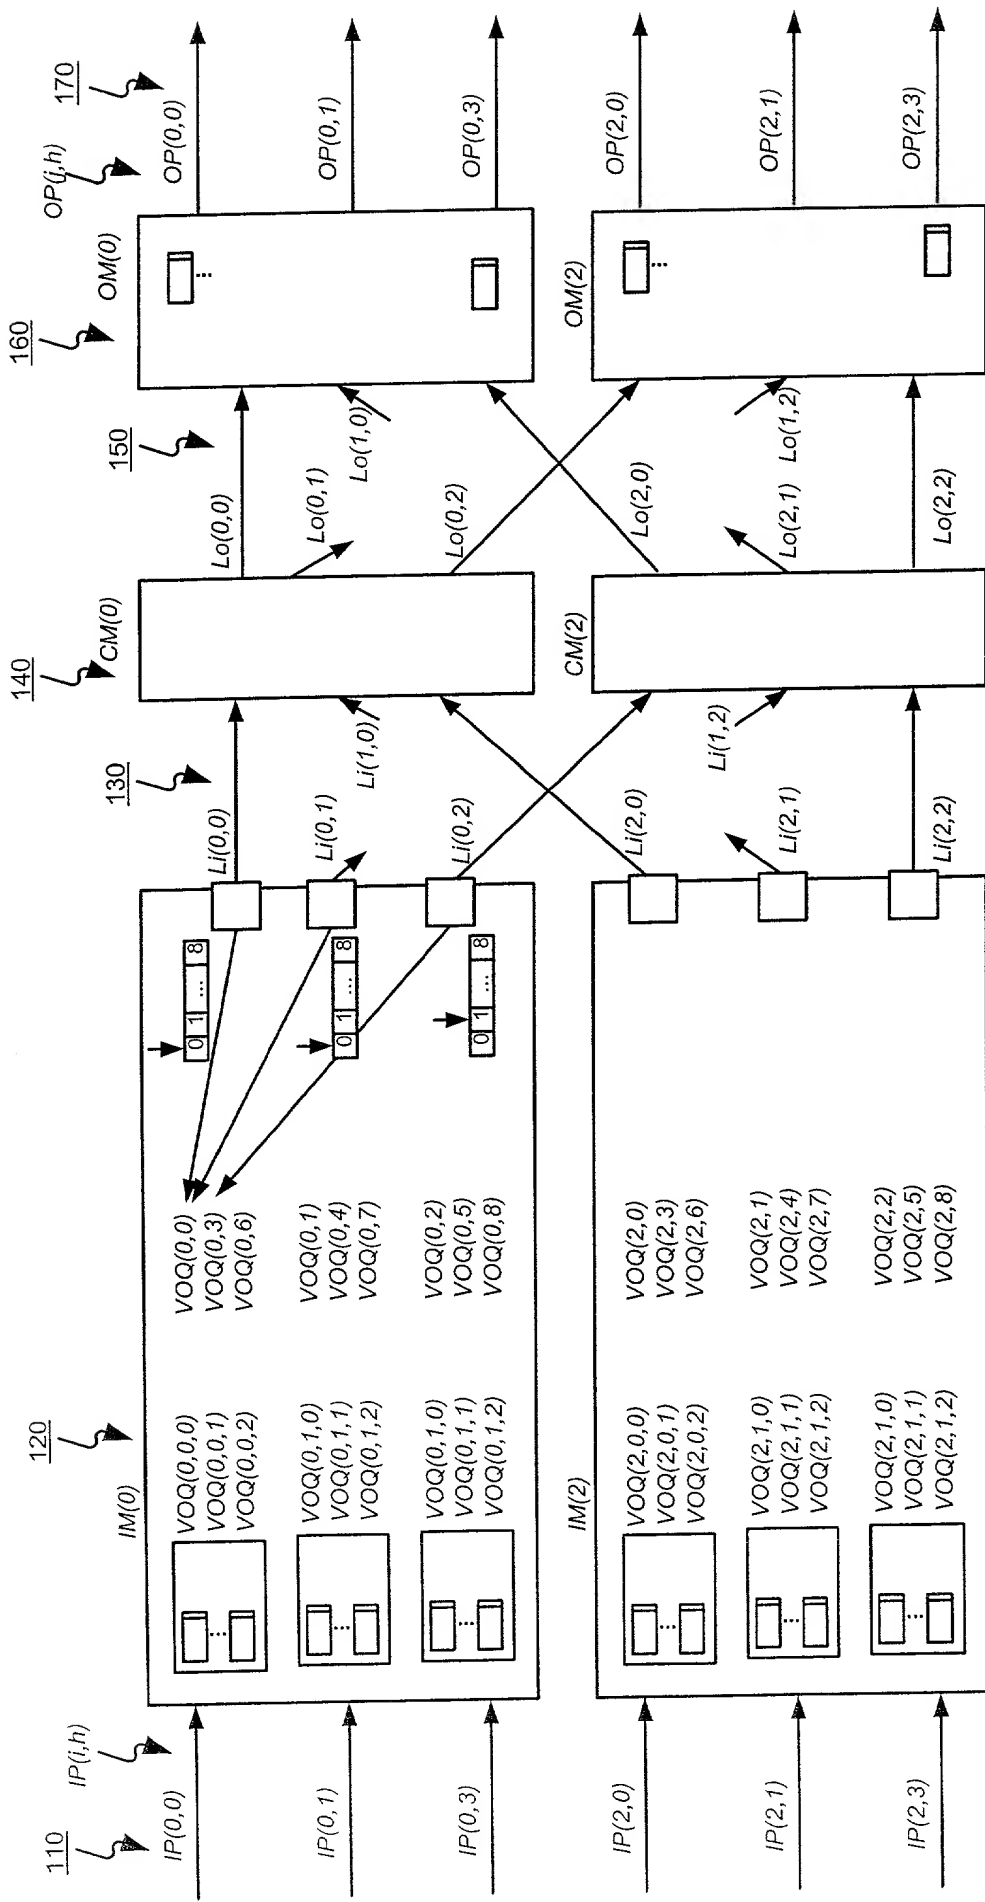 110
IP(i,h)
120
130
140
150
160
OP(j,h)
170
IM(0)
CM(0)
OM(0)
IP(0,0)
IP(0,1)
IP(0,3)
VOQ(0,0,0)
VOQ(0,0,1)
VOQ(0,0,2)
VOQ(0,1,0)
VOQ(0,1,1)
VOQ(0,1,2)
VOQ(0,1,0)
VOQ(0,1,1)
VOQ(0,1,2)
VOQ(0,0)
VOQ(0,3)
VOQ(0,6)
VOQ(0,1)
VOQ(0,4)
VOQ(0,7)
VOQ(0,2)
VOQ(0,5)
VOQ(0,8)
0 1 ... 8
0 1 ... 8
0 1 ... 8
Li(0,0)
Li(0,1)
Li(0,2)
Li(1,0)
Lo(0,0)
Lo(0,1)
Lo(0,2)
Lo(1,0)
OP(0,0)
OP(0,1)
OP(0,3)
IM(2)
CM(2)
OM(2)
IP(2,0)
IP(2,1)
IP(2,3)
VOQ(2,0,0)
VOQ(2,0,1)
VOQ(2,0,2)
VOQ(2,1,0)
VOQ(2,1,1)
VOQ(2,1,2)
VOQ(2,1,0)
VOQ(2,1,1)
VOQ(2,1,2)
VOQ(2,0)
VOQ(2,3)
VOQ(2,6)
VOQ(2,1)
VOQ(2,4)
VOQ(2,7)
VOQ(2,2)
VOQ(2,5)
VOQ(2,8)
Li(2,0)
Li(2,1)
Li(2,2)
Li(1,2)
Lo(2,0)
Lo(2,1)
Lo(2,2)
Lo(1,2)
OP(2,0)
OP(2,1)
OP(2,3)